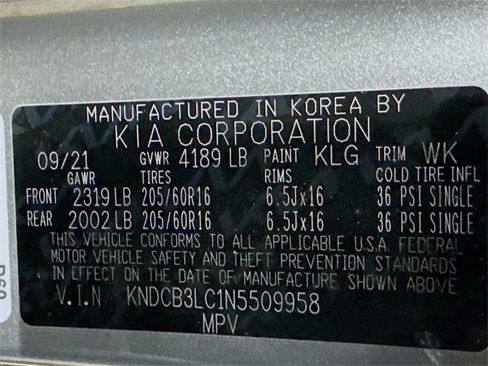 MANUFACTURED IN KOREA BY
KIA CORPORATION
09/21 GVWR 4189 LB PAINT KLG TRIM WK
GAWR TIRES RIMS COLD TIRE INFL
FRONT 2319 LB 205/60R16 6.5Jx16 36 PSI SINGLE
REAR 2002 LB 205/60R16 6.5Jx16 36 PSI SINGLE
THIS VEHICLE CONFORMS TO ALL APPLICABLE U.S.A. FEDERAL
MOTOR VEHICLE SAFETY AND THEFT PREVENTION STANDARDS
IN EFFECT ON THE DATE OF MANUFACTURE SHOWN ABOVE.
V.I.N KNDCB3LC1N5509958
MPV